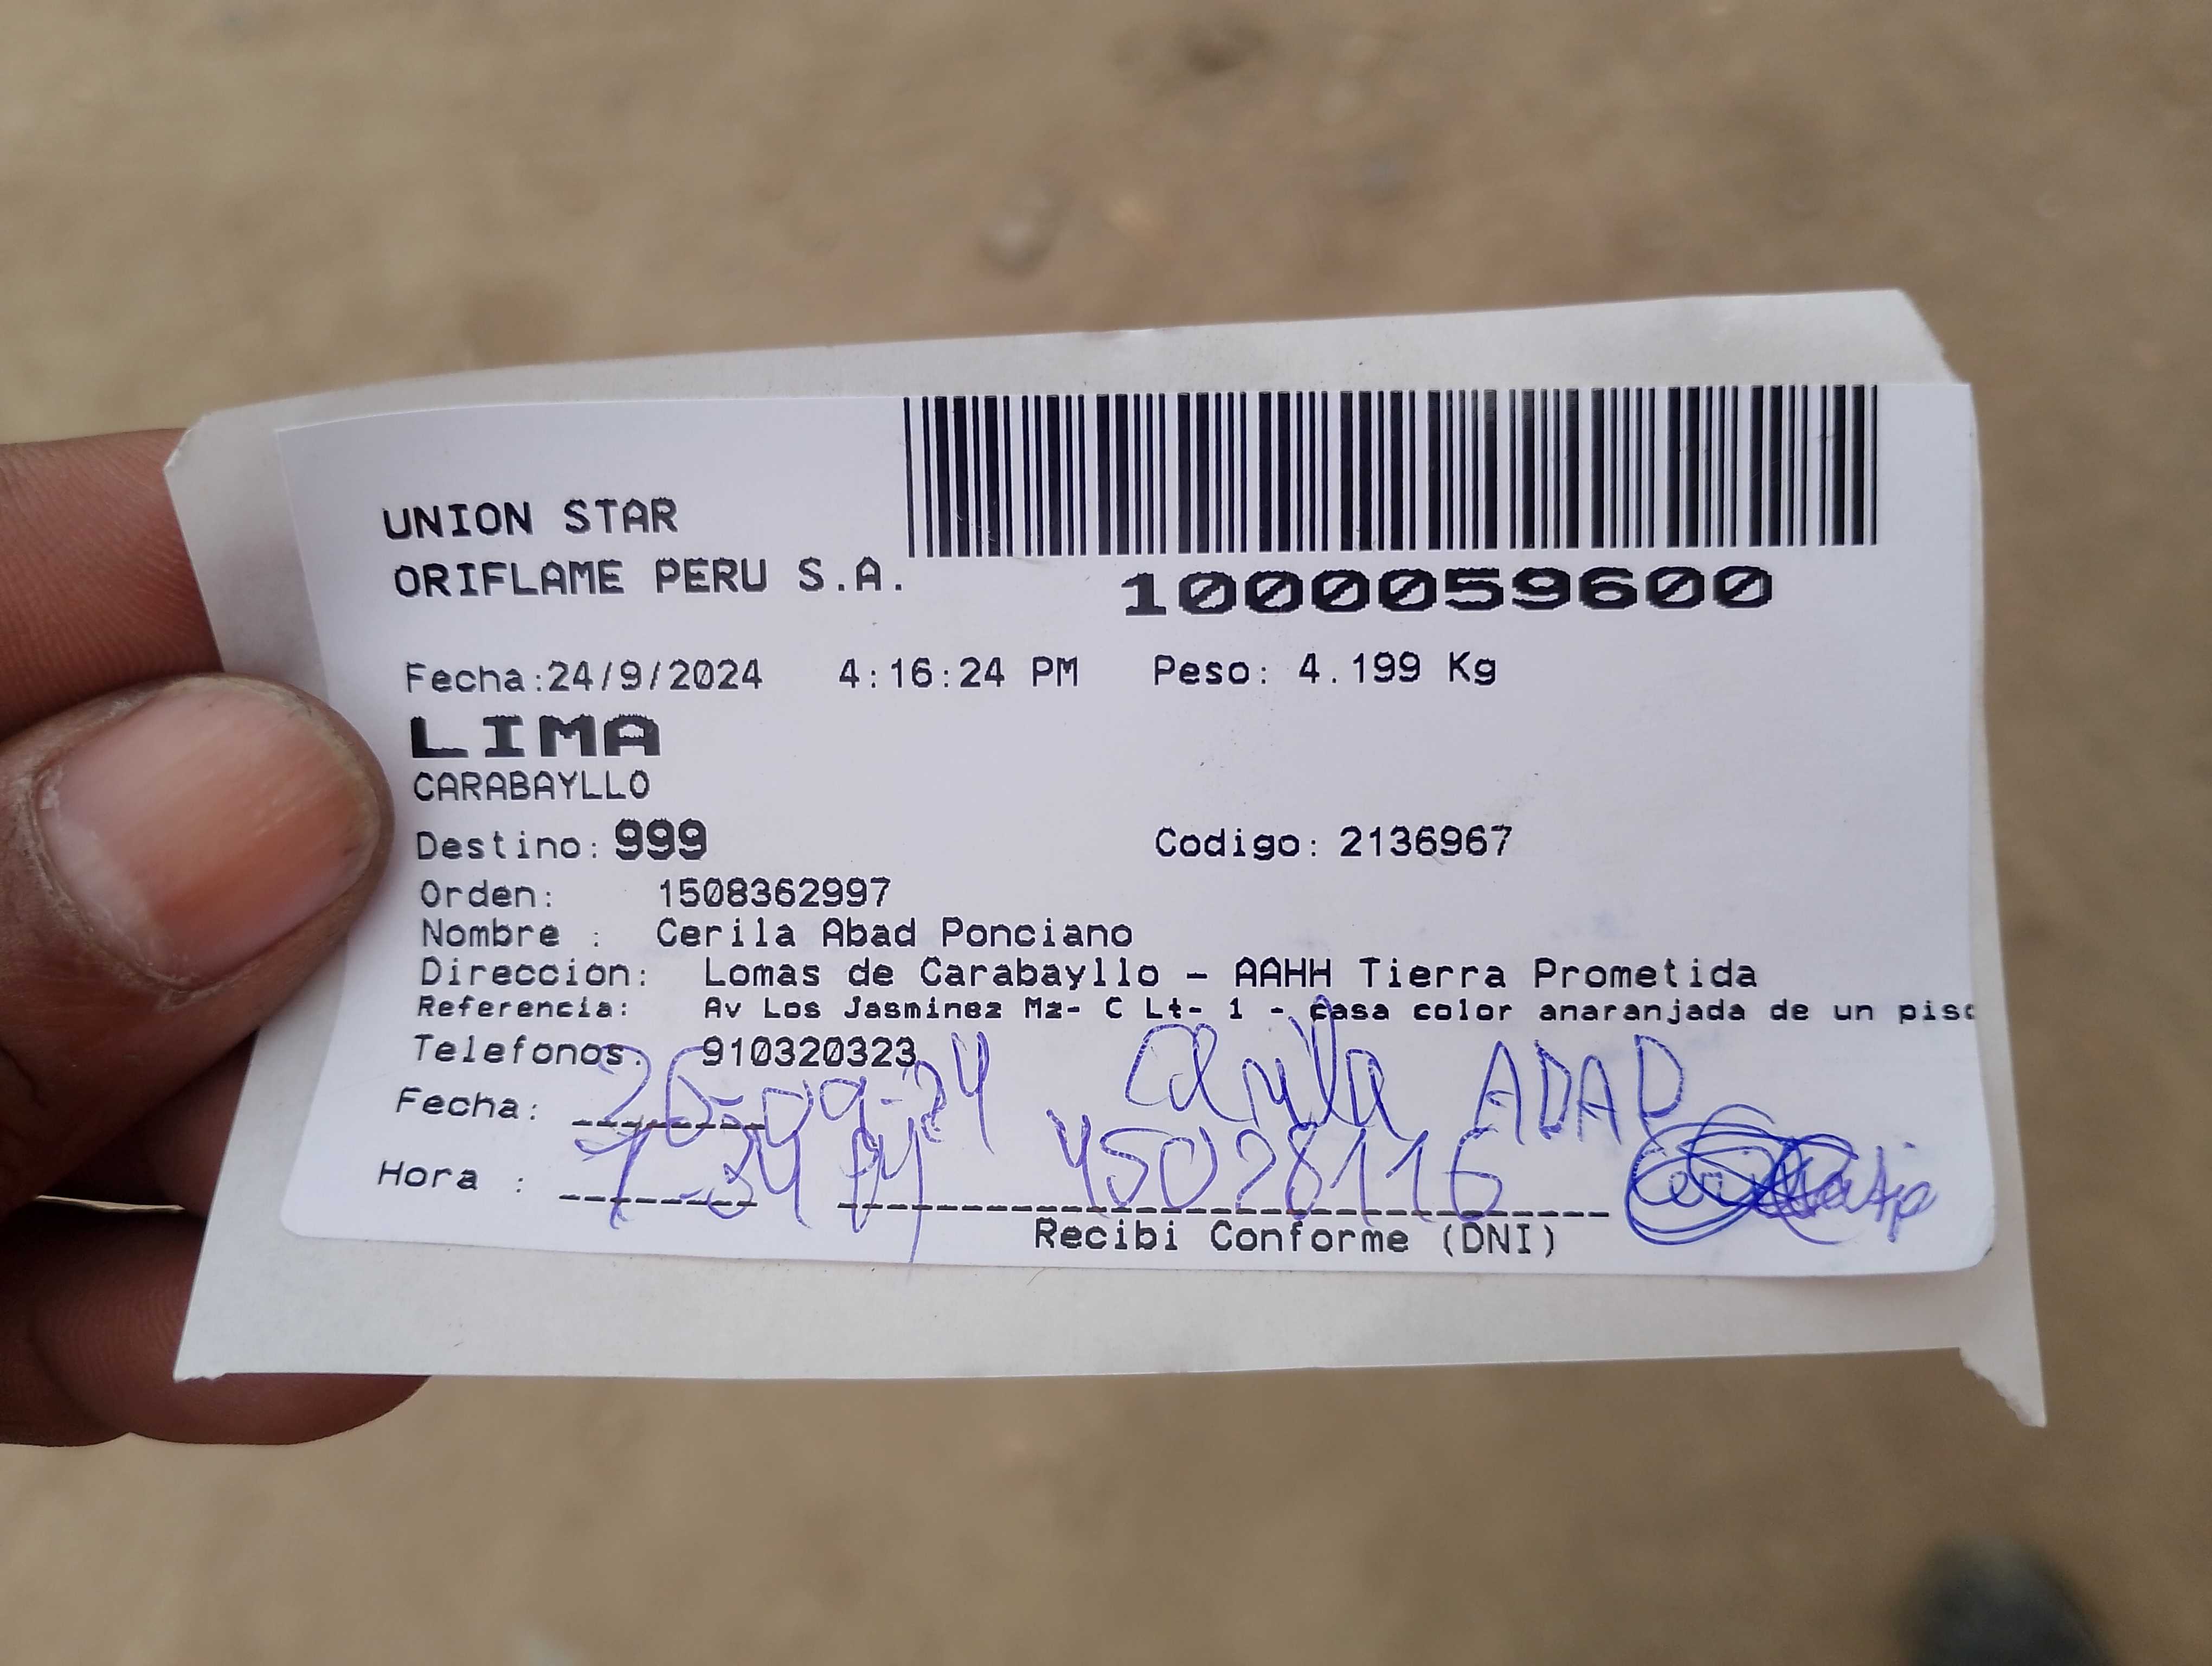 UNION STAR
ORIFLAME PERU S.A.
1000059600
Fecha:24/9/2024 4:16:24 PM Peso: 4.199 Kg
LIMA
CARABAYLLO
Destino: 999 Codigo: 2136967
Orden: 1508362997
Nombre : Cerila Abad Ponciano
Direccion: Lomas de Carabayllo - AAHH Tierra Prometida
Referencia: Av Los Jasminez Mz- C Lt- 1 - casa color anaranjada de un piso
Telefonos: 910320323
Fecha: 26-09-24 Cerila ABAD
Hora : 45028116
Recibi Conforme (DNI)